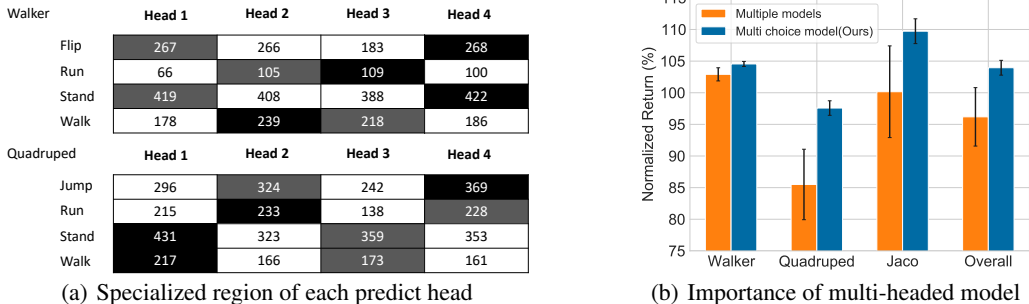 Walker Head 1 Head 2 Head 3 Head 4
Flip 267 266 183 268
Run 66 105 109 100
Stand 419 408 388 422
Walk 178 239 218 186
Quadruped Head 1 Head 2 Head 3 Head 4
Jump 296 324 242 369
Run 215 233 138 228
Stand 431 323 359 353
Walk 217 166 173 161
(a) Specialized region of each predict head
115
110
105
100
95
90
85
80
75
Normalized Return (%)
Multiple models
Multi choice model(Ours)
Walker Quadruped Jaco Overall
(b) Importance of multi-headed model